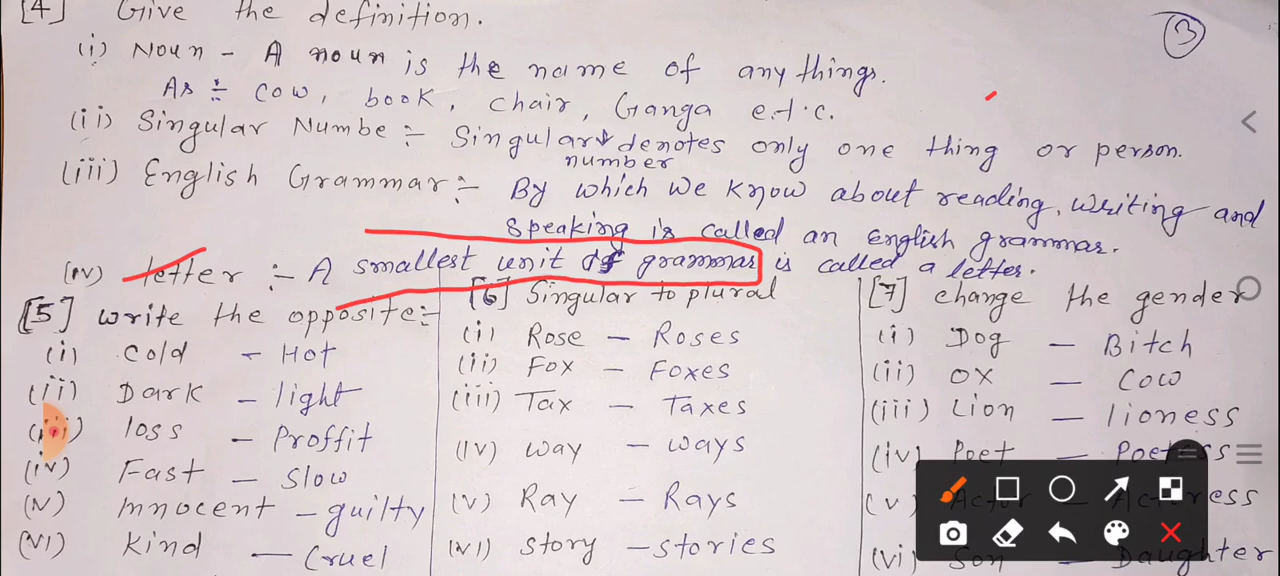 [4] Give the definition.
3
(i) Noun - A noun is the name of any things.
As :- cow, book, chair, Ganga e.t.c.
(ii) Singular Numbe :- Singular number denotes only one thing or person.
(iii) English Grammar :- By which we know about reading, writing and
speaking is called an English grammar.
(iv) letter :- A smallest unit of grammar is called a letter.
[5] write the opposite:-
(i) Cold - Hot
(ii) Dark - light
loss - Proffit
(iv) Fast - Slow
(v) Innocent - guilty
(vi) Kind - Cruel
[6] Singular to plural
(i) Rose - Roses
(ii) Fox - Foxes
(iii) Tax - Taxes
(iv) way - ways
(v) Ray - Rays
(vi) Story - stories
[7] change the gender
(i) Dog - Bitch
(ii) ox - Cow
(iii) Lion - lioness
(iv) Poet - Poetess
(v) Actor - Actress
(vi) Son - Daughter